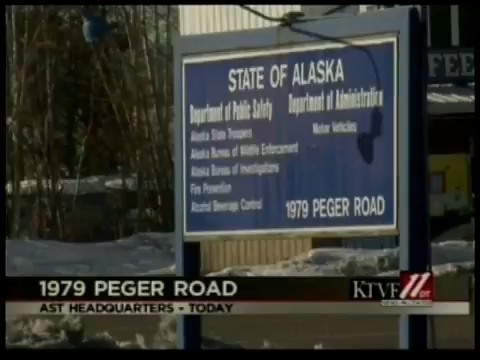 STATE OF ALASKA
Department of Public Safety
Alaska State Troopers
Alaska Bureau of Wildlife Enforcement
Alaska Bureau of Investigations
Fire Prevention
Alcohol Beverage Control
Department of Administration
Motor Vehicles
1979 PEGER ROAD
FEE
1979 PEGER ROAD
AST HEADQUARTERS - TODAY
KTVF 11